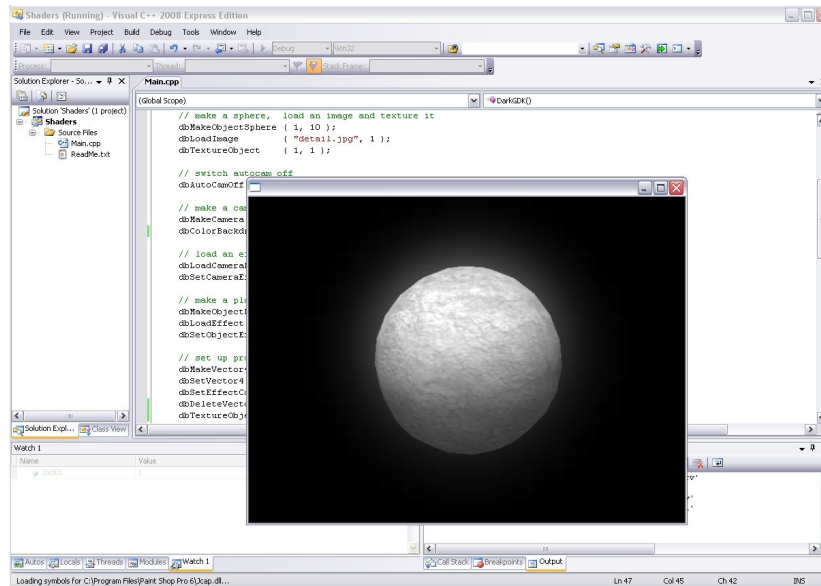 Shaders (Running) - Visual C++ 2008 Express Edition
File Edit View Project Build Debug Tools Window Help
Debug Win32
Process: Thread: Stack Frame:
Solution Explorer - So...
Main.cpp
(Global Scope) DarkGDK()
Solution 'Shaders' (1 project)
Shaders
Source Files
Main.cpp
ReadMe.txt
// make a sphere, load an image and texture it
dbMakeObjectSphere ( 1, 10 );
dbLoadImage ( "detail.jpg", 1 );
dbTextureObject ( 1, 1 );
// switch autocam off
dbAutoCamOff
// make a cam
dbMakeCamera
dbColorBackd
// load an e
dbLoadCamera
dbSetCameraE
// make a pla
dbMakeObject
dbLoadEffect
dbSetObjectE
// set up pr
dbMakeVector4
dbSetVector4
dbSetEffectC
dbDeleteVect
dbTextureObj
Solution Expl... Class View
Watch 1
Name Value
0x001 1
Autos Locals Threads Modules Watch 1
Call Stack Breakpoints Output
Loading symbols for C:\Program Files\Paint Shop Pro 6\Jcap.dll...
Ln 47 Col 45 Ch 42 INS